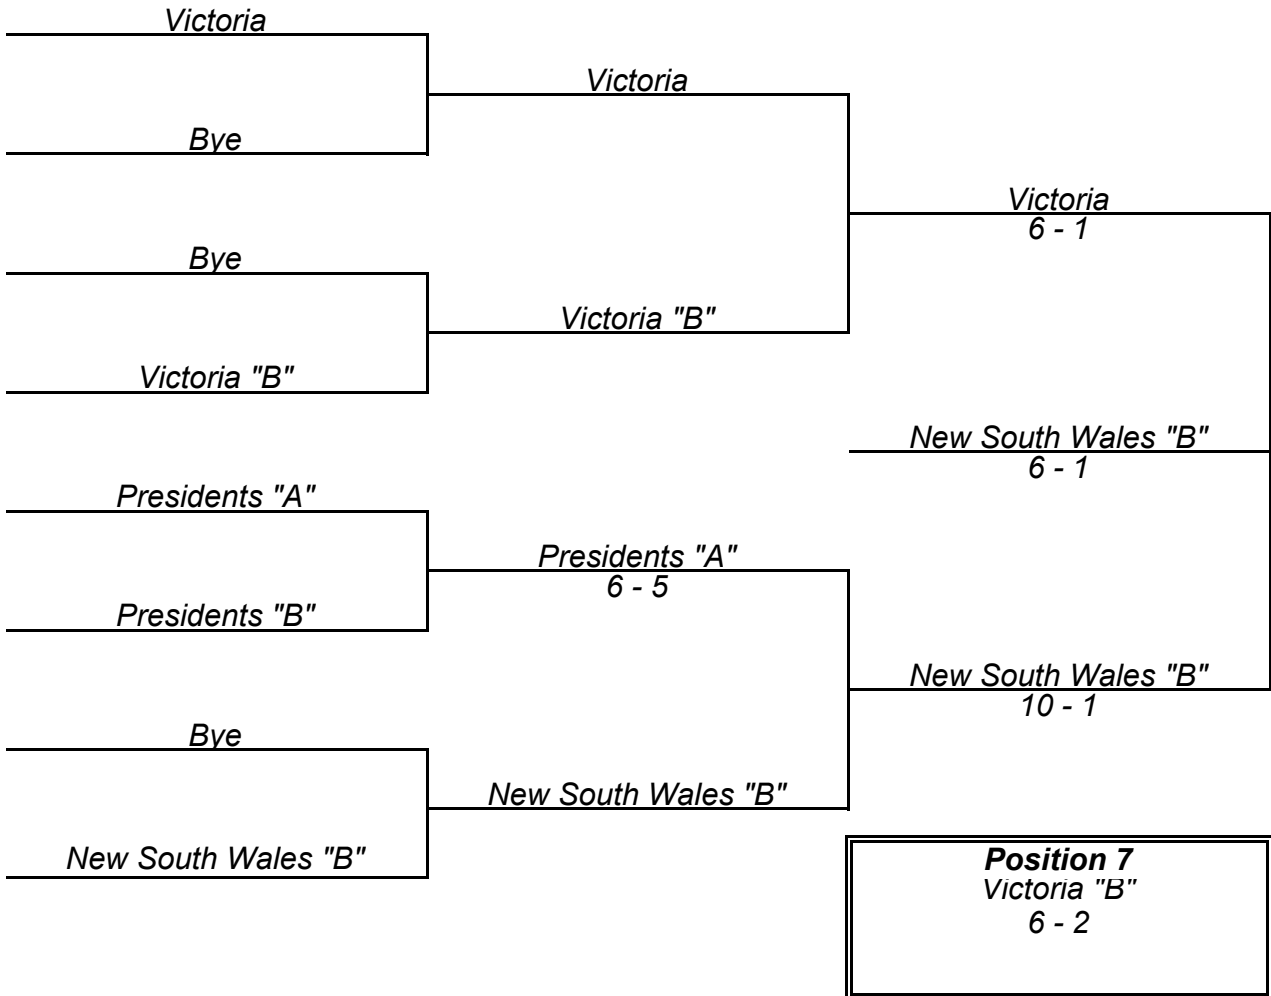 Victoria
Victoria
Bye
Victoria
6 - 1
Bye
Victoria "B"
Victoria "B"
New South Wales "B"
6 - 1
Presidents "A"
Presidents "A"
6 - 5
Presidents "B"
New South Wales "B"
10 - 1
Bye
New South Wales "B"
New South Wales "B"
Position 7
Victoria "B"
6 - 2